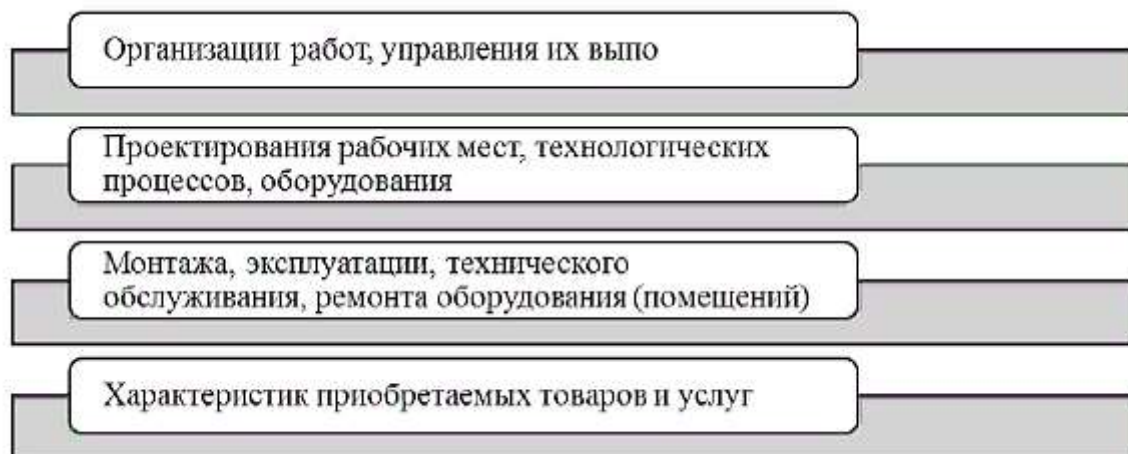 Организации работ, управления их выпо
Проектирования рабочих мест, технологических
процессов, оборудования
Монтажа, эксплуатации, технического
обслуживания, ремонта оборудования (помещений)
Характеристик приобретаемых товаров и услуг